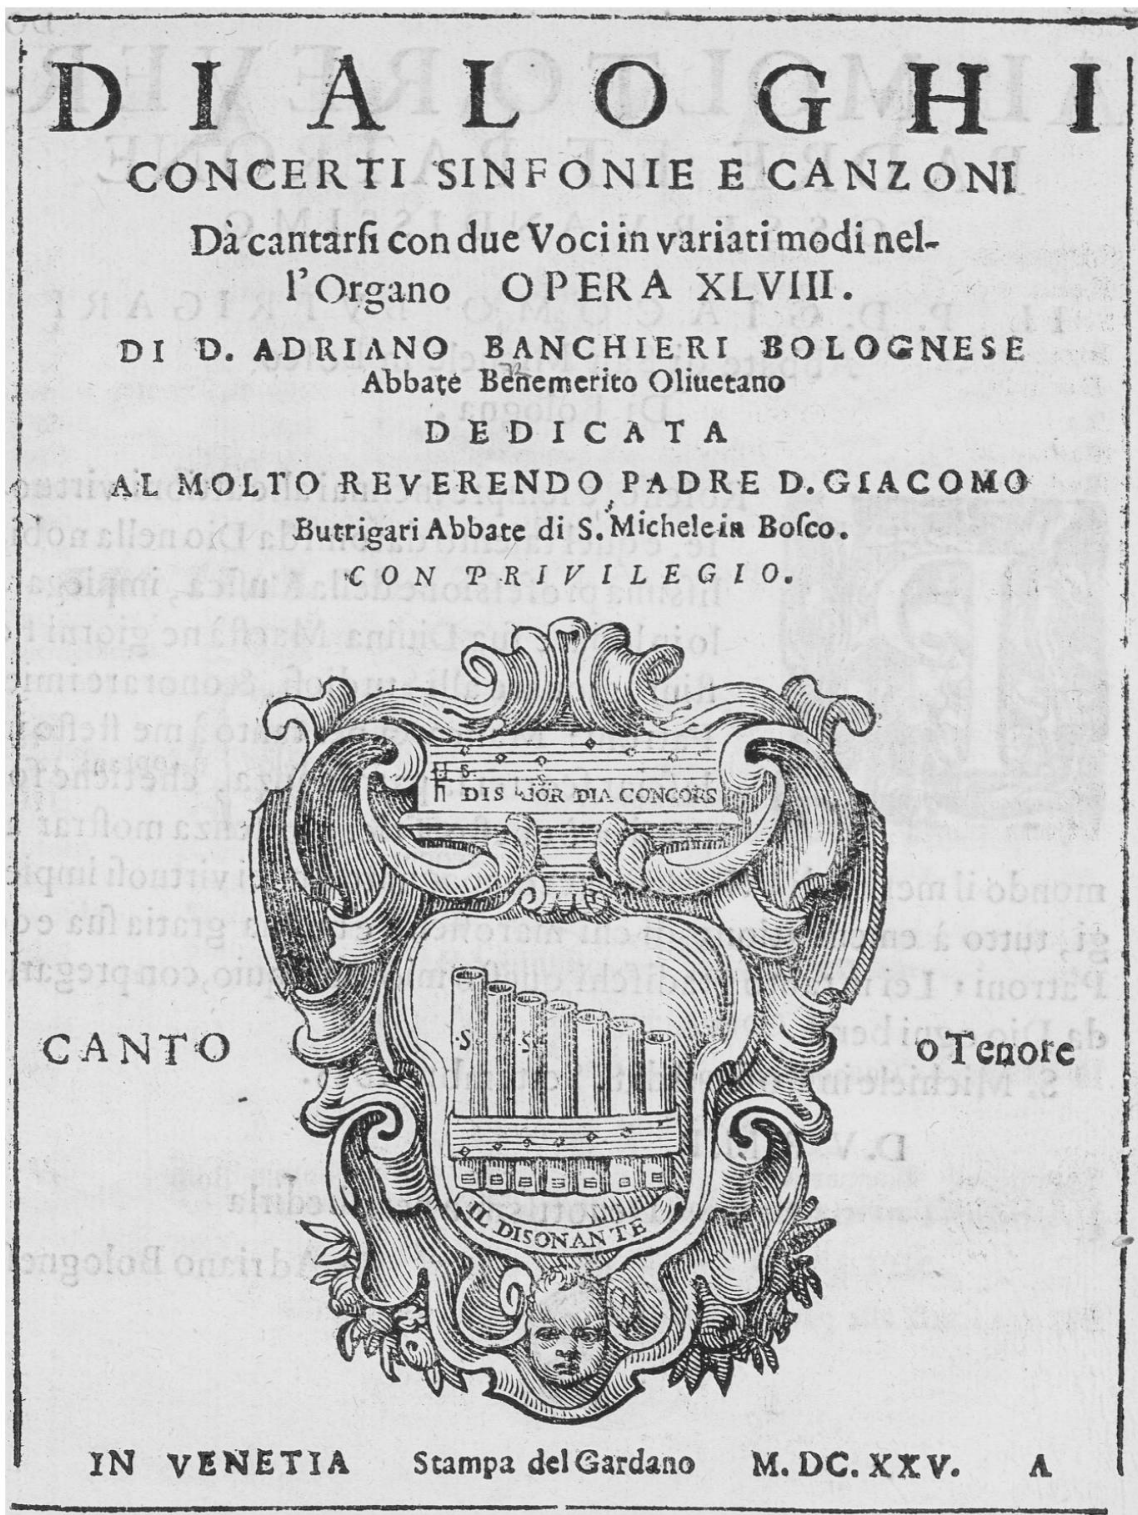 DIALOGHI
CONCERTI SINFONIE E CANZONI
Dà cantarsi con due Voci in variati modi nel-
l'Organo OPERA XLVIII.
DI D. ADRIANO BANCHIERI BOLOGNESE
Abbate Benemerito Oliuetano
DEDICATA
AL MOLTO REVERENDO PADRE D. GIACOMO
Buttrigari Abbate di S. Michele in Bosco.
CON PRIVILEGIO.
DISCOR DIA CONCORS
CANTO
o Tenore
S S
IL DISONANTE
IN VENETIA Stampa del Gardano M. DC. XXV. A